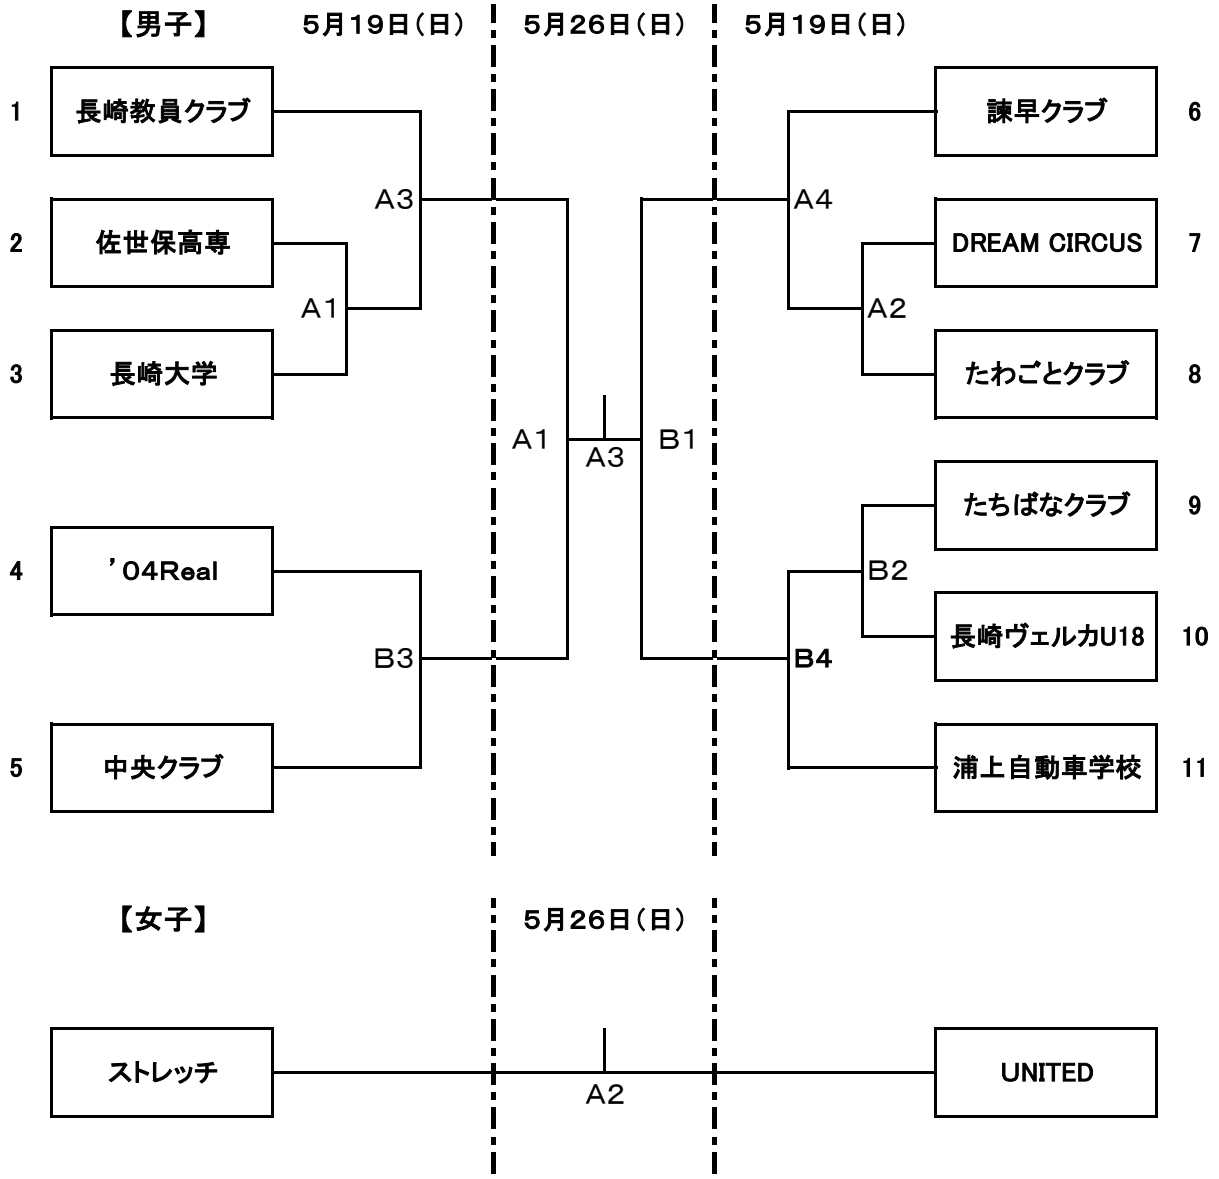 【男子】 ５月１９日（日） ５月２６日（日） ５月１９日（日）
1 長崎教員クラブ 諫早クラブ 6
Ａ３ Ａ４
2 佐世保高専 DREAM CIRCUS 7
Ａ１ Ａ２
3 長崎大学 たわごとクラブ 8
Ａ１ Ａ３ Ｂ１
たちばなクラブ 9
4 ’０４Ｒｅａｌ Ｂ２
長崎ヴェルカU18 10
Ｂ３ Ｂ４
5 中央クラブ 浦上自動車学校 11
【女子】 ５月２６日（日）
ストレッチ UNITED
Ａ２